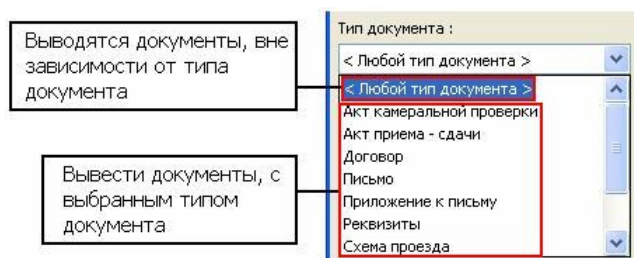 Выводятся документы, вне
зависимости от типа
документа
Вывести документы, с
выбранным типом
документа
Тип документа :
< Любой тип документа >
< Любой тип документа >
Акт камеральной проверки
Акт приема - сдачи
Договор
Письмо
Приложение к письму
Реквизиты
Схема проезда